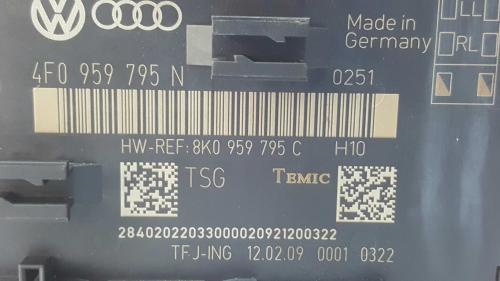 Made in
Germany
LL
RL
4F0 959 795 N
0251
HW-REF: 8K0 959 795 C H10
TSG TEMIC
284020220330000020921200322
TFJ-ING 12.02.09 0001 0322